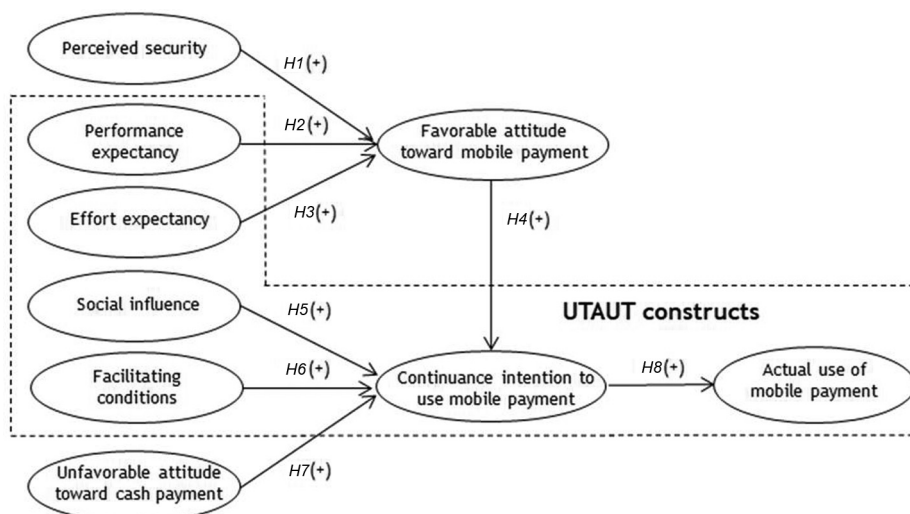 Perceived security
H1(+)
Performance
expectancy
H2(+)
Favorable attitude
toward mobile payment
Effort expectancy
H3(+)
H4(+)
Social influence
H5(+)
UTAUT constructs
Facilitating
conditions
H6(+)
Continuance intention to
use mobile payment
H8(+)
Actual use of
mobile payment
Unfavorable attitude
toward cash payment
H7(+)